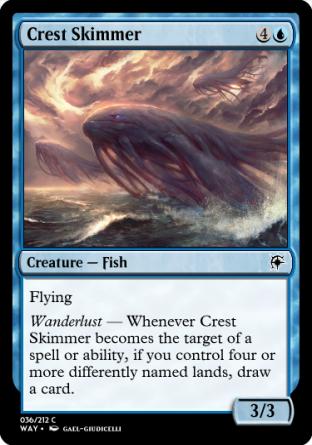 Crest Skimmer 4
Creature — Fish
Flying
Wanderlust — Whenever Crest
Skimmer becomes the target of a
spell or ability, if you control four or
more differently named lands, draw
a card.
036/212 C
WAY • GAEL-GIUDICELLI
3/3